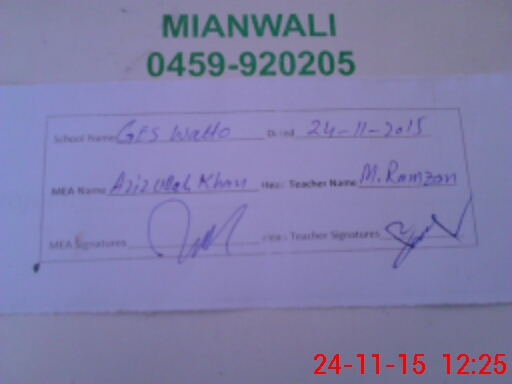 MIANWALI
0459-920205
School Name GES Watto Dated 24-11-2015
MEA Name Aziz Ullah Khan Head Teacher Name M. Ramzan
MEA Signatures Head Teacher Signatures
24-11-15 12:25